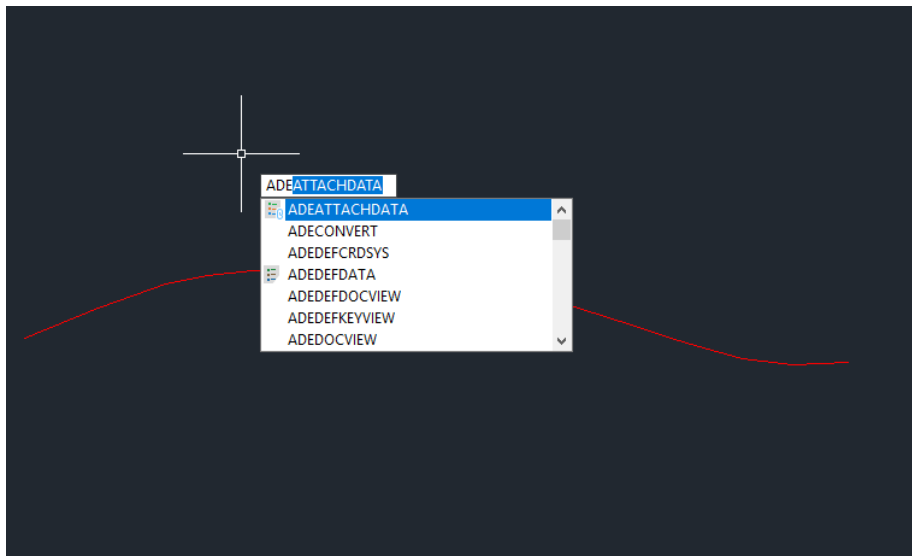 ADEATTACHDATA
ADEATTACHDATA
ADECONVERT
ADEDEFCRDSYS
ADEDEFDATA
ADEDEFDOCVIEW
ADEDEFKEYVIEW
ADEDOCVIEW